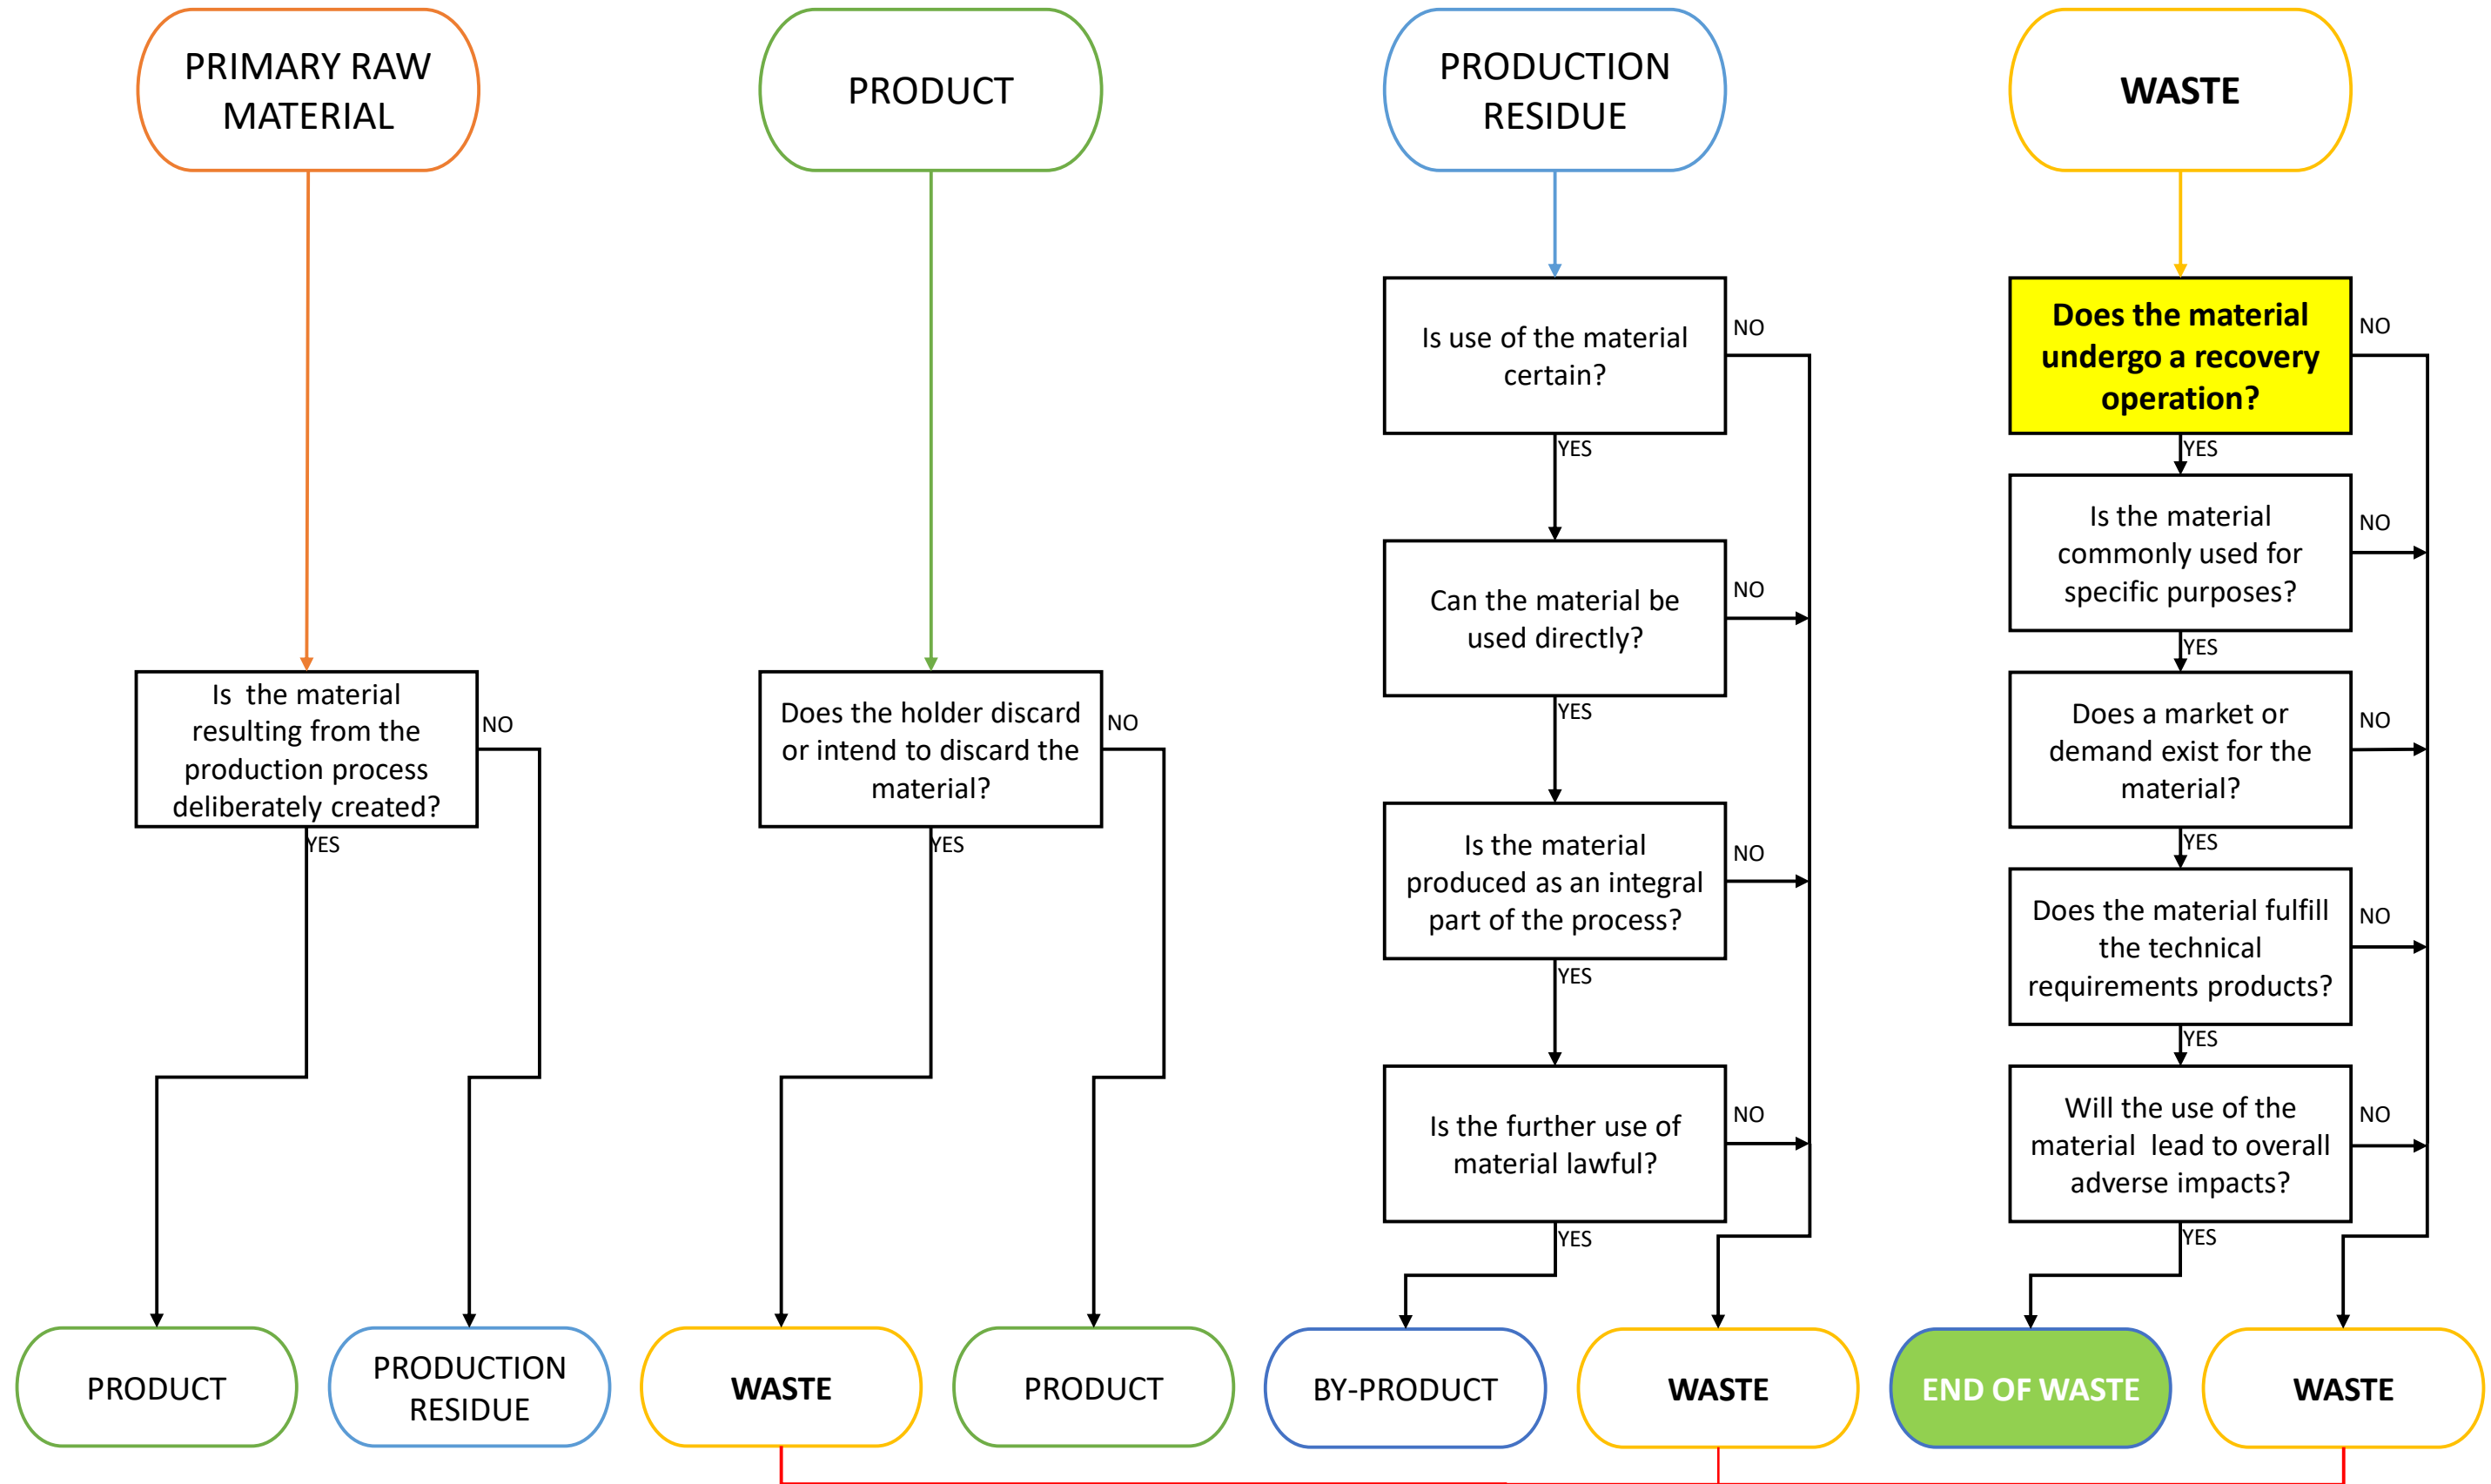 PRIMARY RAW
MATERIAL
PRODUCT
PRODUCTION
RESIDUE
WASTE
Is  the material
resulting from the
production process
deliberately created?
NO
YES
PRODUCT
PRODUCTION
RESIDUE
Does the holder discard
or intend to discard the
material?
NO
YES
WASTE
PRODUCT
Is use of the material
certain?
NO
YES
Can the material be
used directly?
NO
YES
Is the material
produced as an integral
part of the process?
NO
YES
Is the further use of
material lawful?
NO
YES
BY-PRODUCT
WASTE
Does the material
undergo a recovery
operation?
NO
YES
Is the material
commonly used for
specific purposes?
NO
YES
Does a market or
demand exist for the
material?
NO
YES
Does the material fulfill
the technical
requirements products?
NO
YES
Will the use of the
material  lead to overall
adverse impacts?
NO
YES
END OF WASTE
WASTE